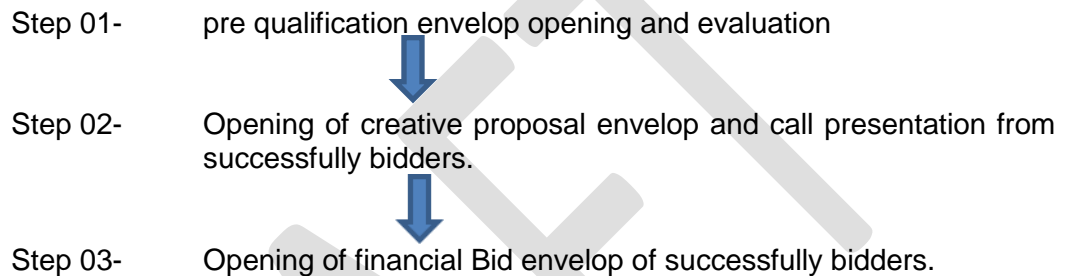 Step 01- pre qualification envelop opening and evaluation
Step 02- Opening of creative proposal envelop and call presentation from
successfully bidders.
Step 03- Opening of financial Bid envelop of successfully bidders.